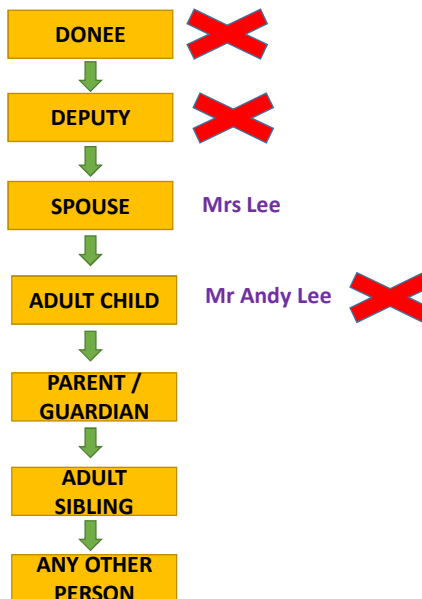 DONEE
DEPUTY
SPOUSE
Mrs Lee
ADULT CHILD
Mr Andy Lee
PARENT /
GUARDIAN
ADULT
SIBLING
ANY OTHER
PERSON